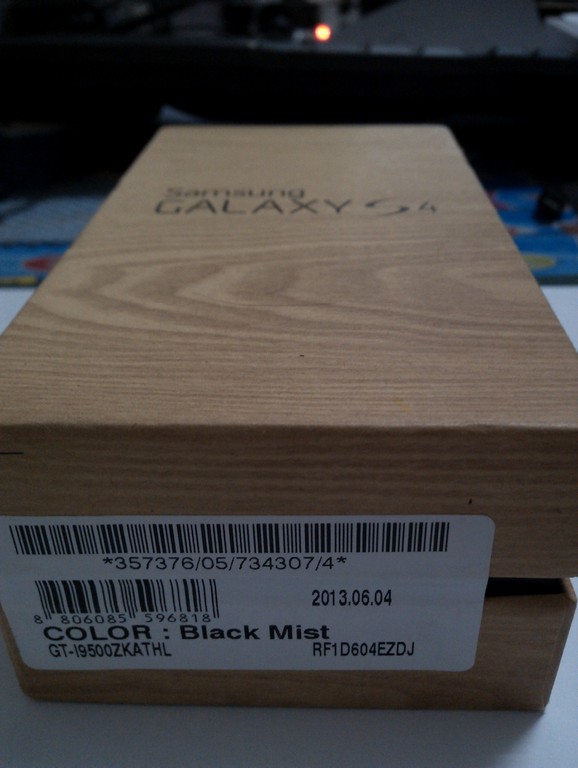 Samsung
GALAXY S4
*357376/05/734307/4*
8 806085 596818
2013.06.04
COLOR : Black Mist
GT-I9500ZKATHL
RF1D604EZDJ